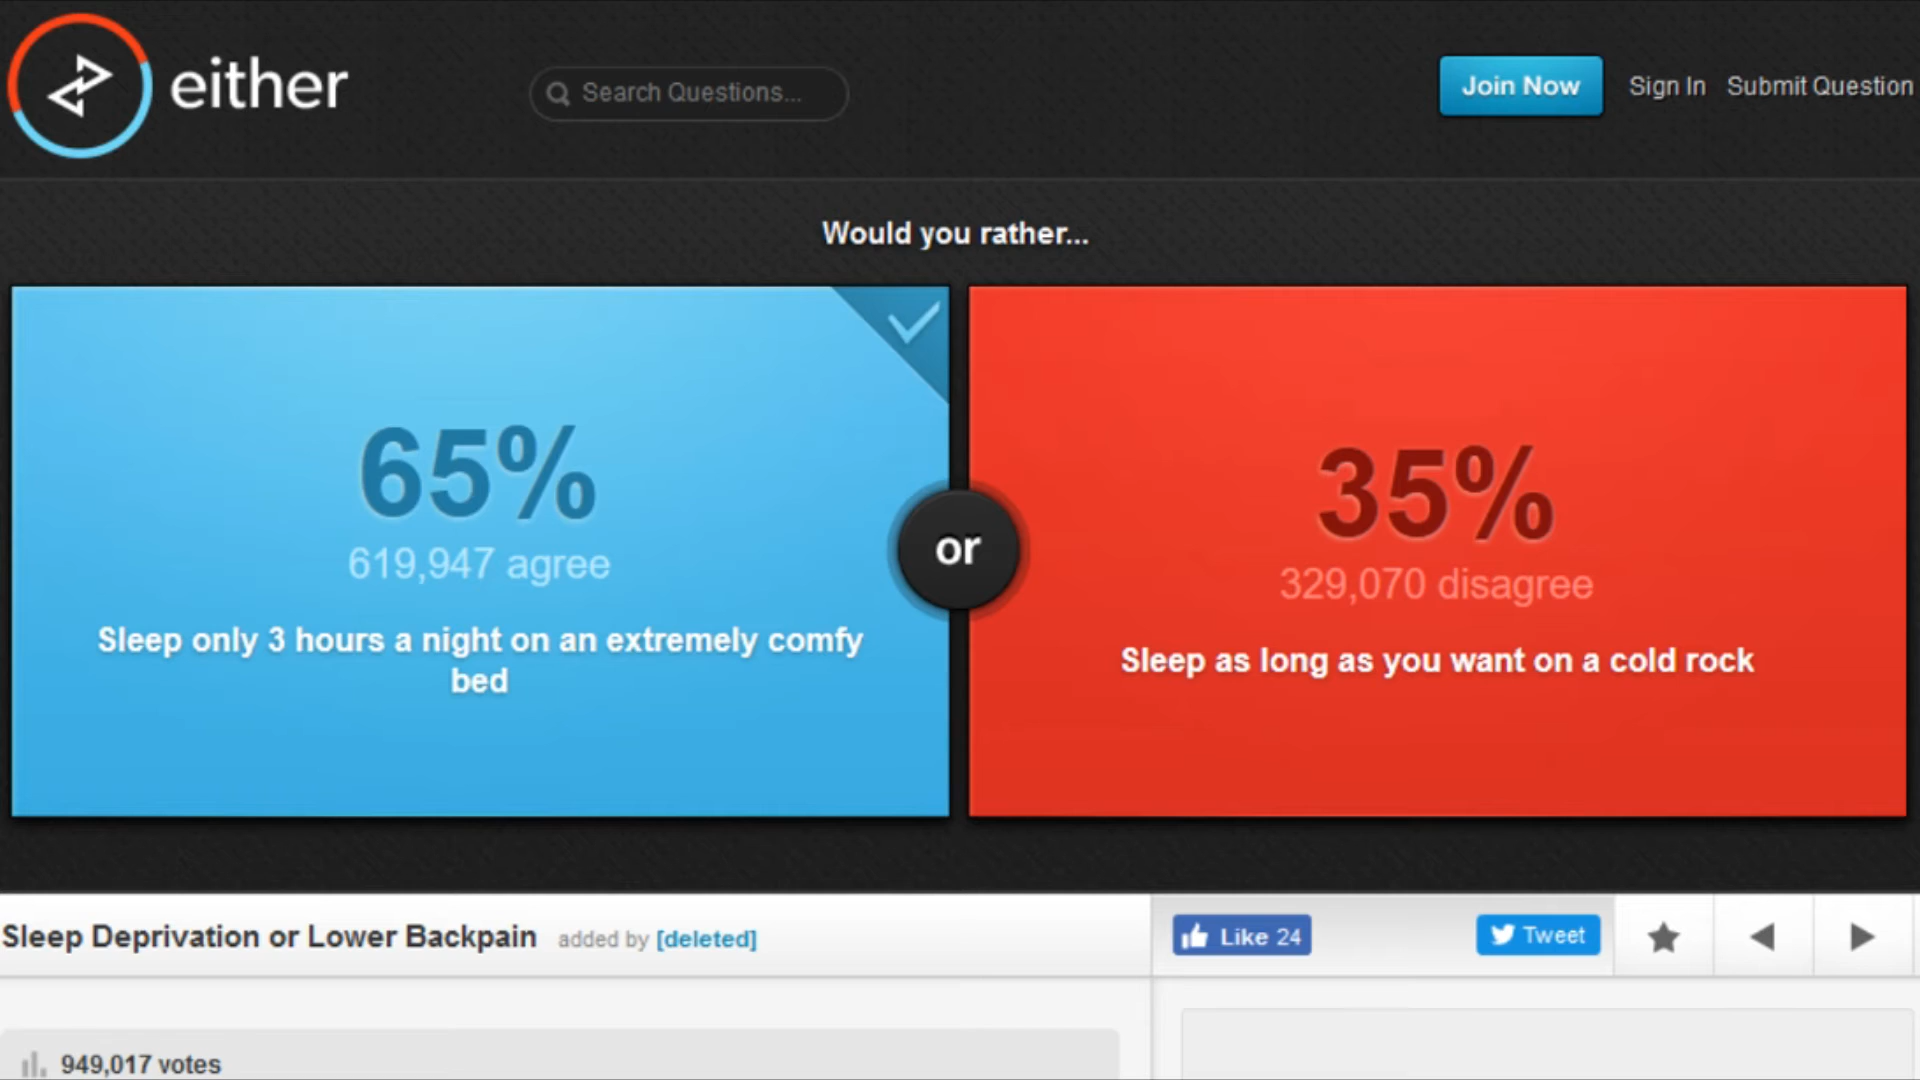 either
Search Questions...
Join Now
Sign In
Submit Question
Would you rather...
65%
619,947 agree
Sleep only 3 hours a night on an extremely comfy
bed
or
35%
329,070 disagree
Sleep as long as you want on a cold rock
Sleep Deprivation or Lower Backpain added by [deleted]
Like 24
Tweet
949,017 votes